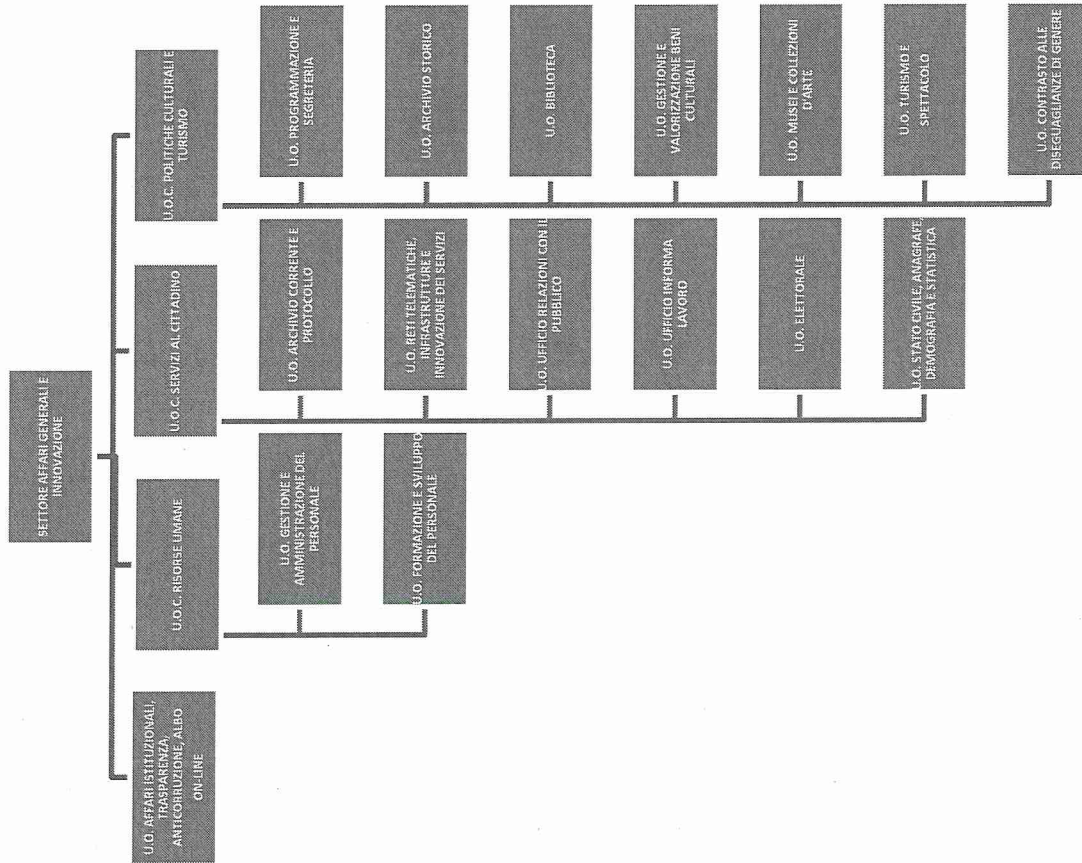 SETTORE AFFARI GENERALI E
INNOVAZIONE
U.O. AFFARI ISTITUZIONALI,
TRASPARENZA,
ANTICORRUZIONE, ALBO
ON-LINE
U.O.C. RISORSE UMANE
U.O. GESTIONE E
AMMINISTRAZIONE DEL
PERSONALE
U.O. FORMAZIONE E SVILUPPO
DEL PERSONALE
U.O.C. SERVIZI AL CITTADINO
U.O. ARCHIVIO CORRENTE E
PROTOCOLLO
U.O. RETI TELEMATICHE,
INFRASTRUTTURE E
INNOVAZIONE DEI SERVIZI
U.O. UFFICIO RELAZIONI CON IL
PUBBLICO
U.O. UFFICIO INFORMA
LAVORO
U.O. ELETTORALE
U.O. STATO CIVILE, ANAGRAFE,
DEMOGRAFIA E STATISTICA
U.O.C. POLITICHE CULTURALI E
TURISMO
U.O. PROGRAMMAZIONE E
SEGRETERIA
U.O. ARCHIVIO STORICO
U.O. BIBLIOTECA
U.O. GESTIONE E
VALORIZZAZIONE BENI
CULTURALI
U.O. MUSEI E COLLEZIONI
D'ARTE
U.O. TURISMO E
SPETTACOLO
U.O. CONTRASTO ALLE
DISEGUAGLIANZE DI GENERE